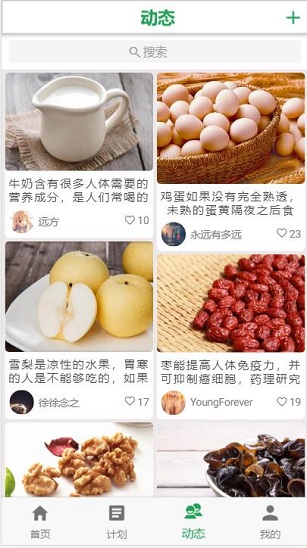 动态
搜索
牛奶含有很多人体需要的
营养成分，是人们常喝的
远方
10
鸡蛋如果没有完全熟透，
未熟的蛋黄隔夜之后食
永远有多远
23
雪梨是凉性的水果，胃寒
的人是不能够吃的，如果
徐徐念之
17
枣能提高人体免疫力，并
可抑制癌细胞，药理研究
YoungForever
19
首页
计划
动态
我的